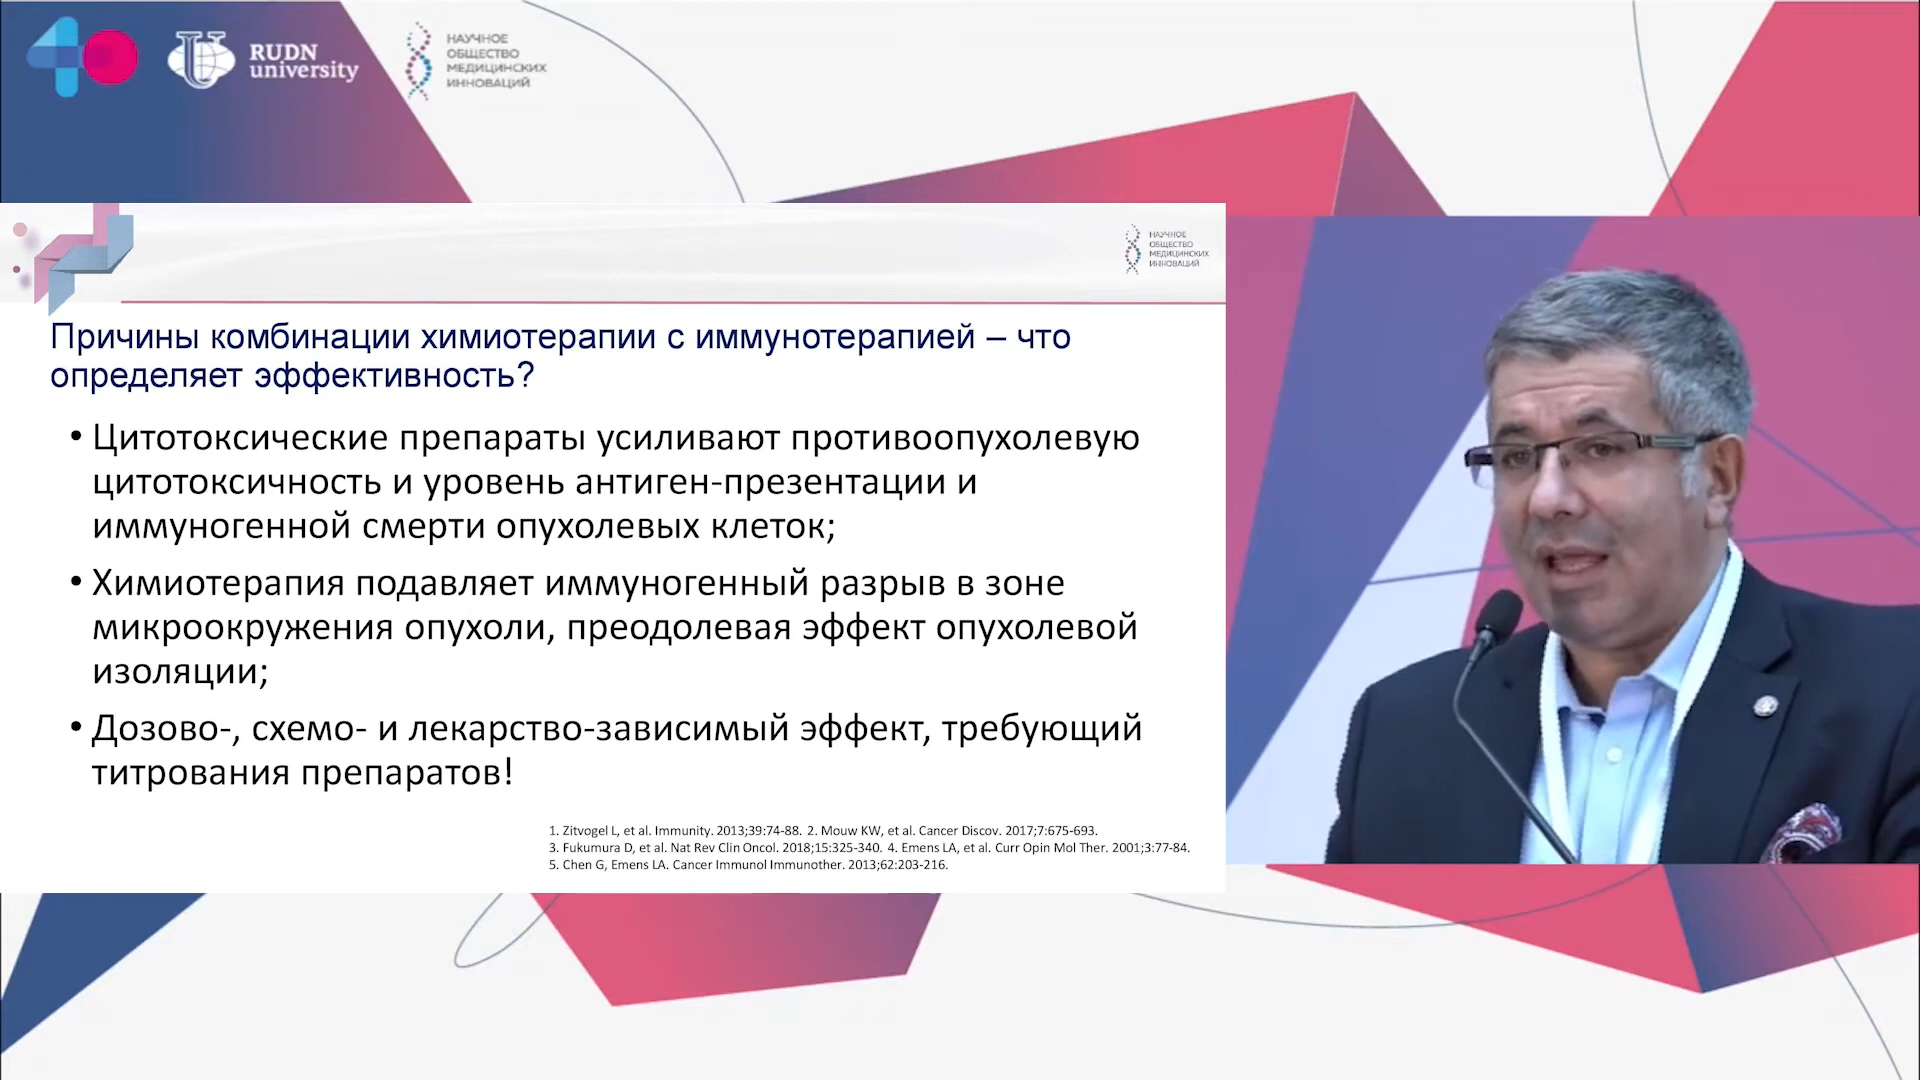 40
RUDN
university
НАУЧНОЕ
ОБЩЕСТВО
МЕДИЦИНСКИХ
ИННОВАЦИЙ
НАУЧНОЕ
ОБЩЕСТВО
МЕДИЦИНСКИХ
ИННОВАЦИЙ
Причины комбинации химиотерапии с иммунотерапией – что
определяет эффективность?
• Цитотоксические препараты усиливают противоопухолевую
цитотоксичность и уровень антиген-презентации и
иммуногенной смерти опухолевых клеток;
• Химиотерапия подавляет иммуногенный разрыв в зоне
микроокружения опухоли, преодолевая эффект опухолевой
изоляции;
• Дозово-, схемо- и лекарство-зависимый эффект, требующий
титрования препаратов!
1. Zitvogel L, et al. Immunity. 2013;39:74-88. 2. Mouw KW, et al. Cancer Discov. 2017;7:675-693.
3. Fukumura D, et al. Nat Rev Clin Oncol. 2018;15:325-340. 4. Emens LA, et al. Curr Opin Mol Ther. 2001;3:77-84.
5. Chen G, Emens LA. Cancer Immunol Immunother. 2013;62:203-216.